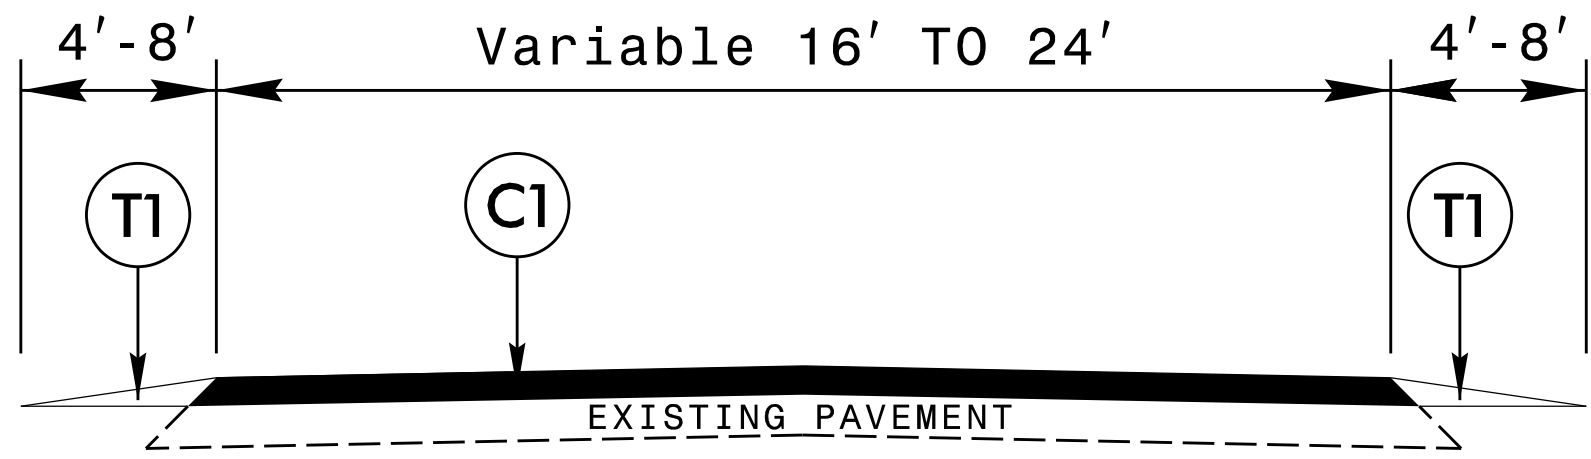 4'-8' Variable 16' TO 24' 4'-8'
T1 C1 T1
EXISTING PAVEMENT